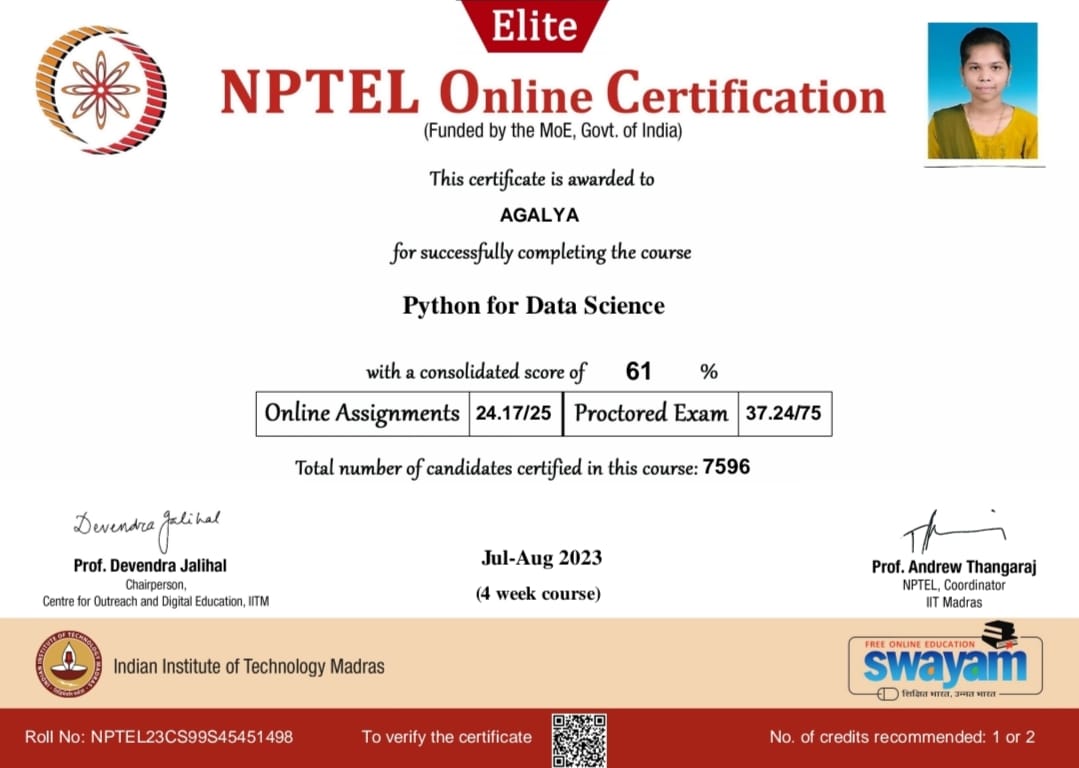 Elite
NPTEL Online Certification
(Funded by the MoE, Govt. of India)
This certificate is awarded to
AGALYA
for successfully completing the course
Python for Data Science
with a consolidated score of 61 %
Online Assignments 24.17/25 Proctored Exam 37.24/75
Total number of candidates certified in this course: 7596
Devendra Jalihal
Prof. Devendra Jalihal
Chairperson,
Centre for Outreach and Digital Education, IITM
Jul-Aug 2023
(4 week course)
Prof. Andrew Thangaraj
NPTEL, Coordinator
IIT Madras
INDIAN INSTITUTE OF TECHNOLOGY MADRAS
Indian Institute of Technology Madras
FREE ONLINE EDUCATION
swayam
शिक्षित भारत, उन्नत भारत
Roll No: NPTEL23CS99S45451498
To verify the certificate
No. of credits recommended: 1 or 2